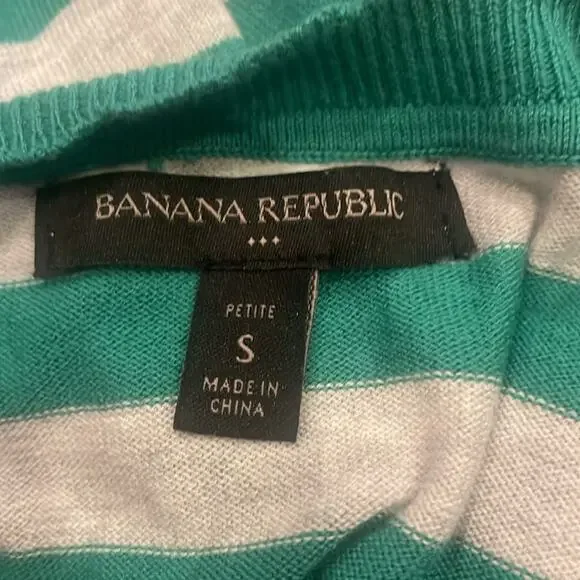 BANANA REPUBLIC
PETITE
S
MADE IN
CHINA